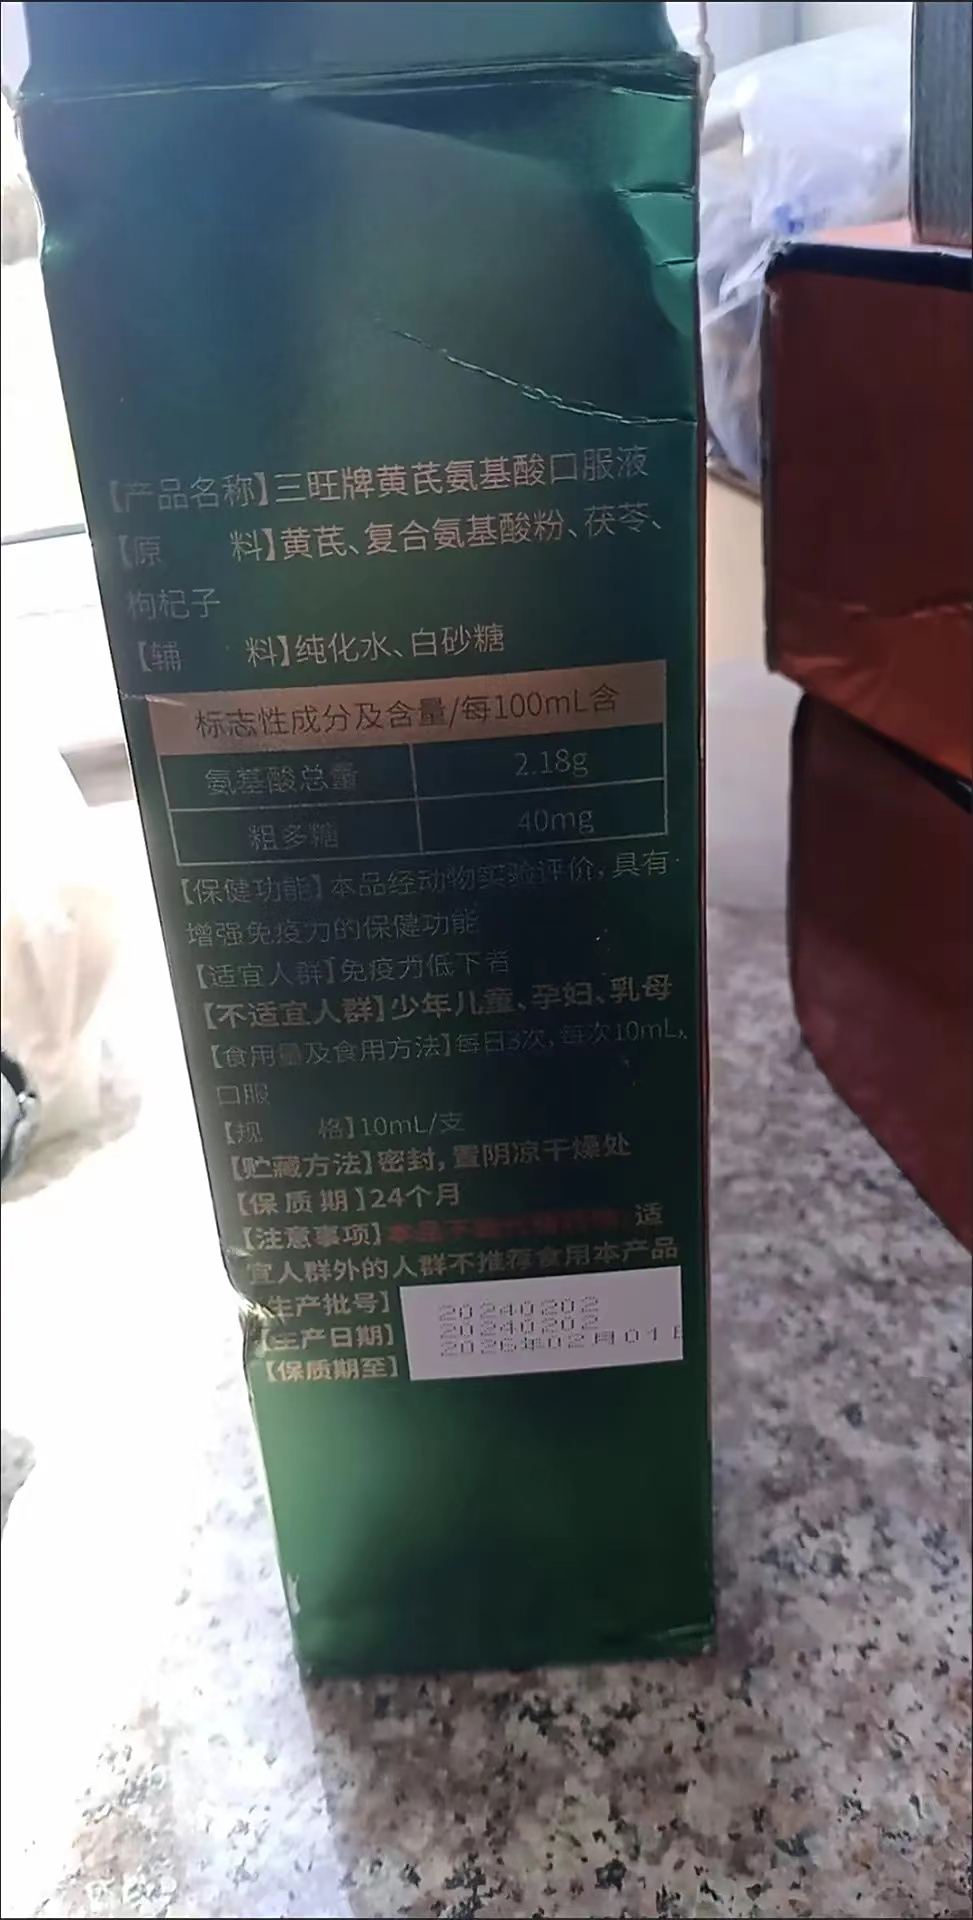 【产品名称】三旺牌黄芪氨基酸口服液
【原 料】黄芪、复合氨基酸粉、茯苓、
枸杞子
【辅 料】纯化水、白砂糖
标志性成分及含量/每100mL含
氨基酸总量 2.18g
粗多糖 40mg
【保健功能】本品经动物实验评价,具有
增强免疫力的保健功能
【适宜人群】免疫力低下者
【不适宜人群】少年儿童、孕妇、乳母
【食用量及食用方法】每日3次,每次10mL,
口服
【规 格】10mL/支
【贮藏方法】密封,置阴凉干燥处
【保质期】24个月
【注意事项】本品不能代替药物;适
宜人群外的人群不推荐食用本产品
【生产批号】20240202
【生产日期】20240202
【保质期至】2026年02月01日